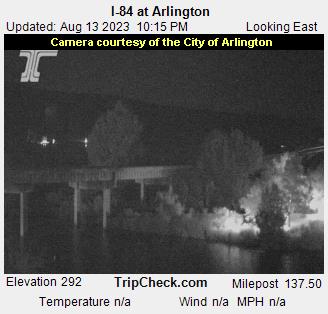 I-84 at Arlington
Updated: Aug 13 2023 10:15 PM Looking East
Camera courtesy of the City of Arlington
Elevation 292 TripCheck.com Milepost 137.50
Temperature n/a Wind n/a MPH n/a